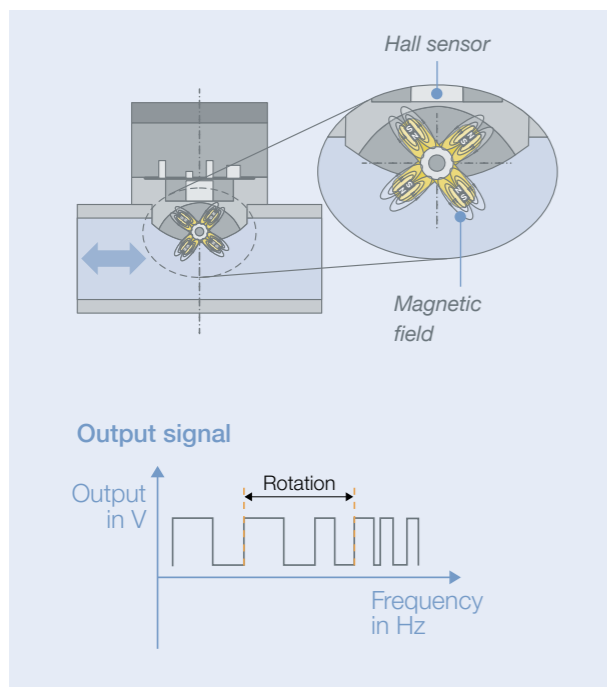 Hall sensor
Magnetic
field
Output signal
Output
in V
Rotation
Frequency
in Hz